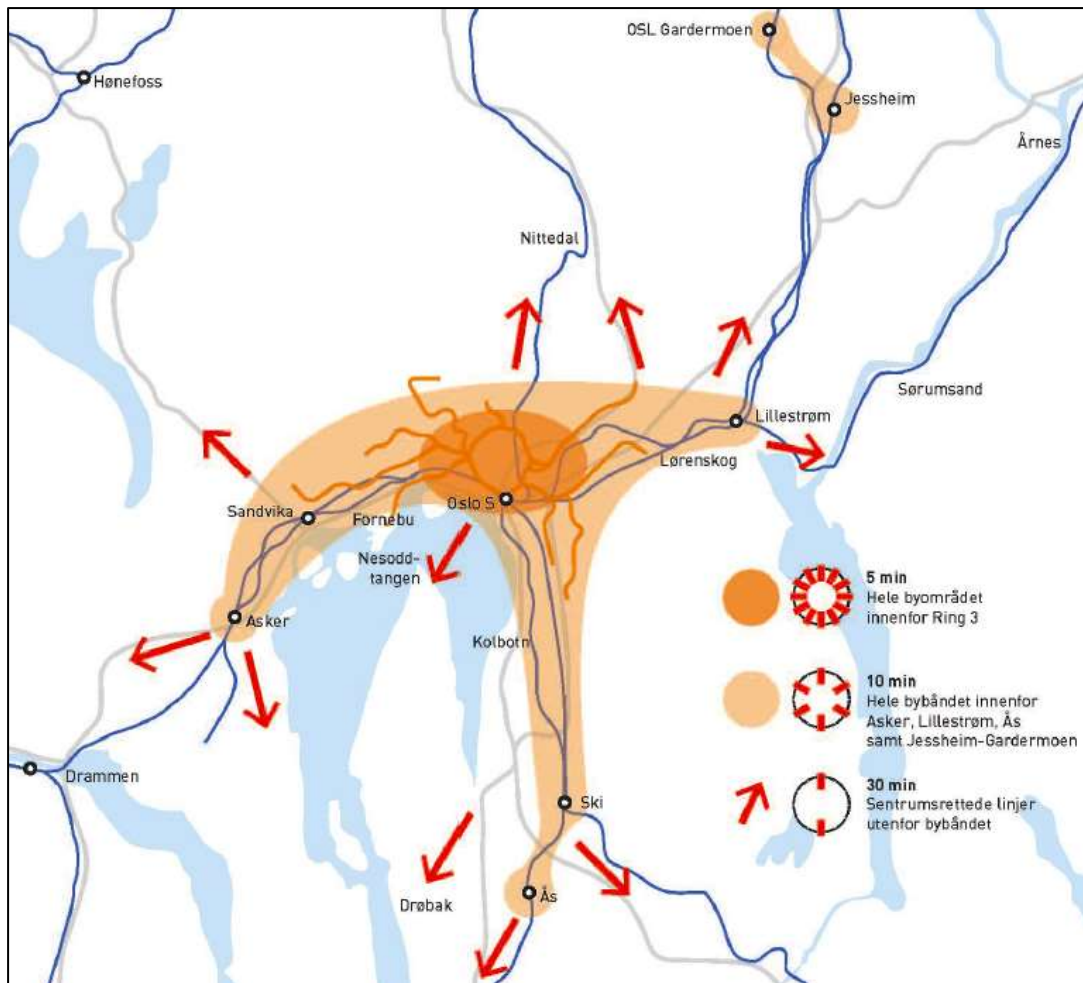 OSL Gardermoen
Hønefoss
Jessheim
Årnes
Nittedal
Sørumsand
Lillestrøm
Lørenskog
Oslo S
Sandvika
Fornebu
Nesodd-
tangen
Asker
Kolbotn
Drammen
Ski
Drøbak
Ås
5 min
Hele byområdet
innenfor Ring 3
10 min
Hele bybåndet innenfor
Asker, Lillestrøm, Ås
samt Jessheim-Gardermoen
30 min
Sentrumsrettede linjer
utenfor bybåndet